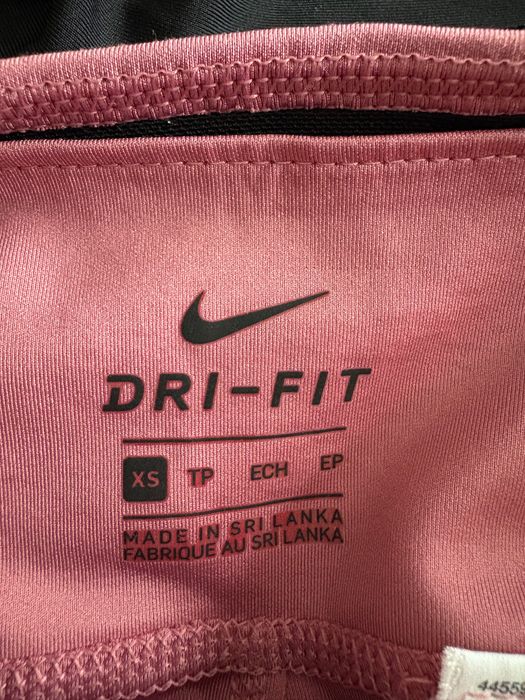 DRI-FIT
XS TP ECH EP
MADE IN SRI LANKA
FABRIQUE AU SRI LANKA